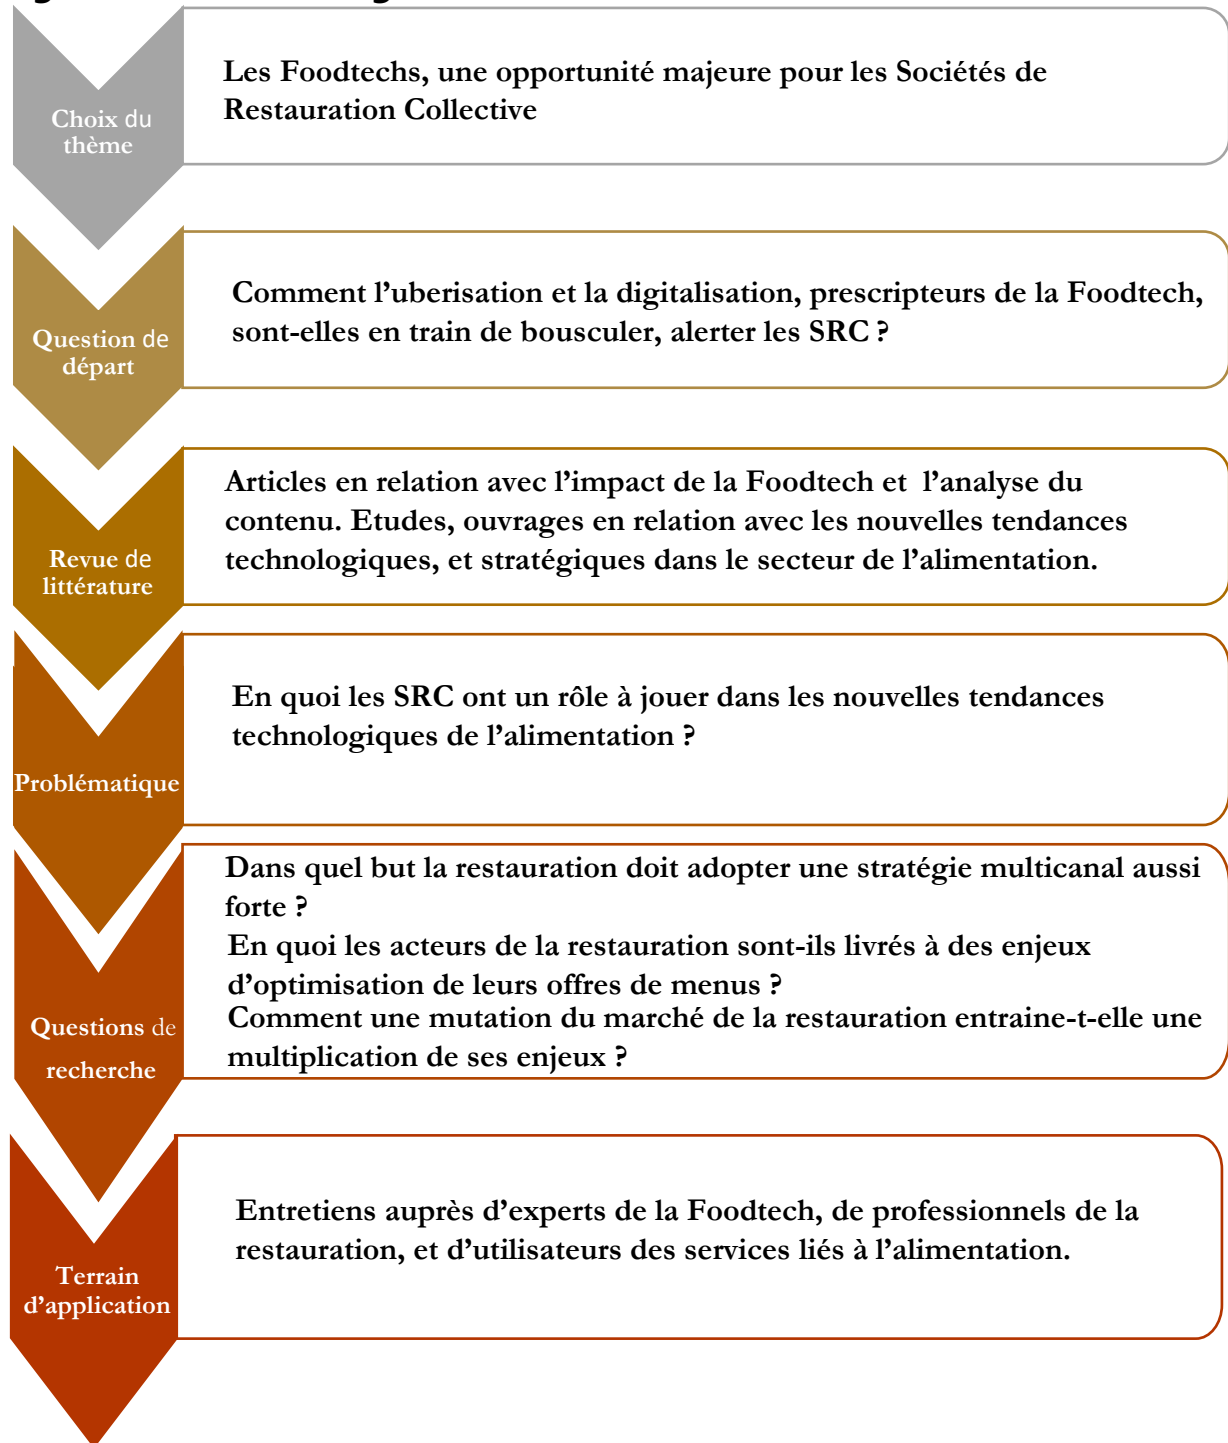 Choix du
thème
Les Foodtechs, une opportunité majeure pour les Sociétés de
Restauration Collective
Question de
départ
Comment l’uberisation et la digitalisation, prescripteurs de la Foodtech,
sont-elles en train de bousculer, alerter les SRC ?
Revue de
littérature
Articles en relation avec l’impact de la Foodtech et l’analyse du
contenu. Etudes, ouvrages en relation avec les nouvelles tendances
technologiques, et stratégiques dans le secteur de l’alimentation.
Problématique
En quoi les SRC ont un rôle à jouer dans les nouvelles tendances
technologiques de l’alimentation ?
Questions de
recherche
Dans quel but la restauration doit adopter une stratégie multicanal aussi
forte ?
En quoi les acteurs de la restauration sont-ils livrés à des enjeux
d’optimisation de leurs offres de menus ?
Comment une mutation du marché de la restauration entraine-t-elle une
multiplication de ses enjeux ?
Terrain
d’application
Entretiens auprès d’experts de la Foodtech, de professionnels de la
restauration, et d’utilisateurs des services liés à l’alimentation.